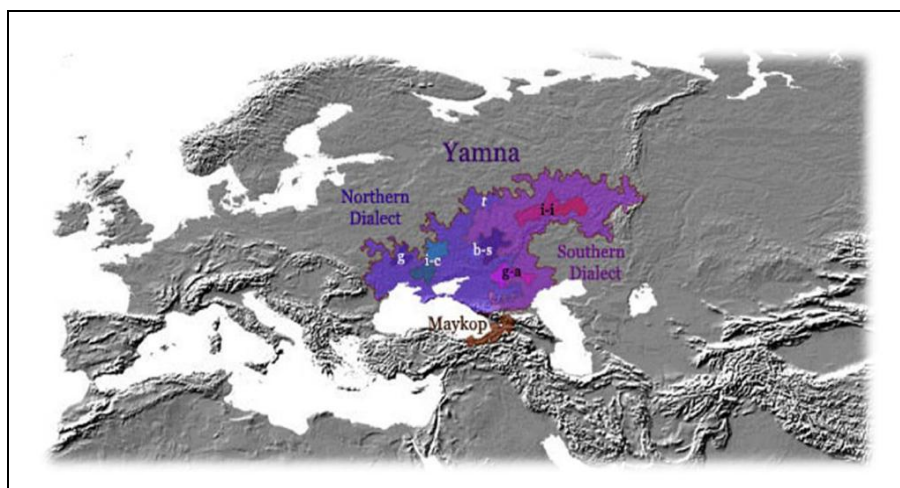 Yamna
Northern
Dialect
t
i-i
g
i-c
b-s
Southern
Dialect
g-a
Maykop